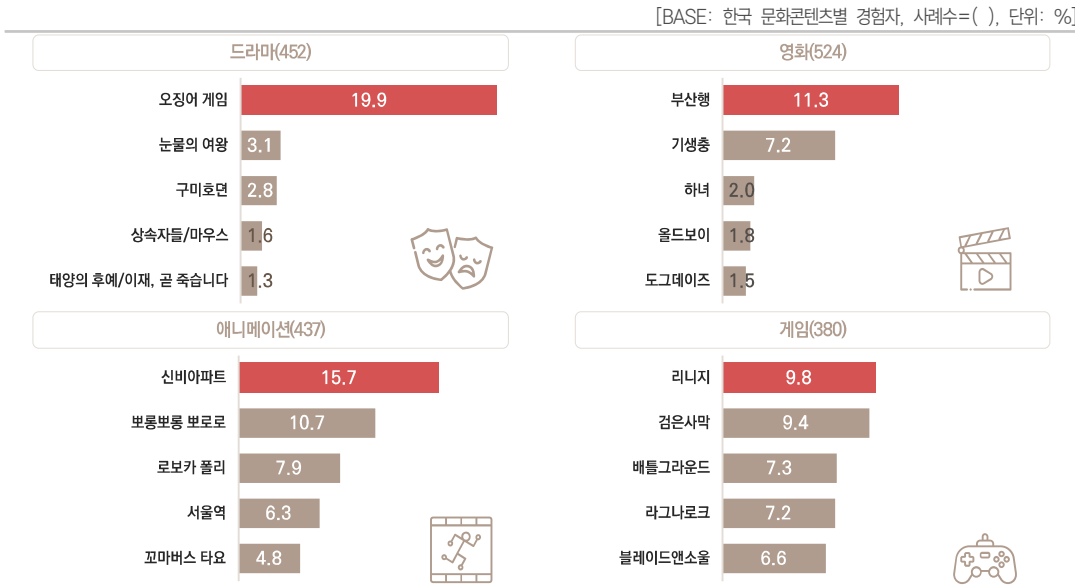 [BASE: 한국 문화콘텐츠별 경험자, 사례수=( ), 단위: %]
드라마(452)
오징어 게임 19.9
눈물의 여왕 3.1
구미호뎐 2.8
상속자들/마우스 1.6
태양의 후예/이재, 곧 죽습니다 1.3
영화(524)
부산행 11.3
기생충 7.2
하녀 2.0
올드보이 1.8
도그데이즈 1.5
애니메이션(437)
신비아파트 15.7
뽀롱뽀롱 뽀로로 10.7
로보카 폴리 7.9
서울역 6.3
꼬마버스 타요 4.8
게임(380)
리니지 9.8
검은사막 9.4
배틀그라운드 7.3
라그나로크 7.2
블레이드앤소울 6.6